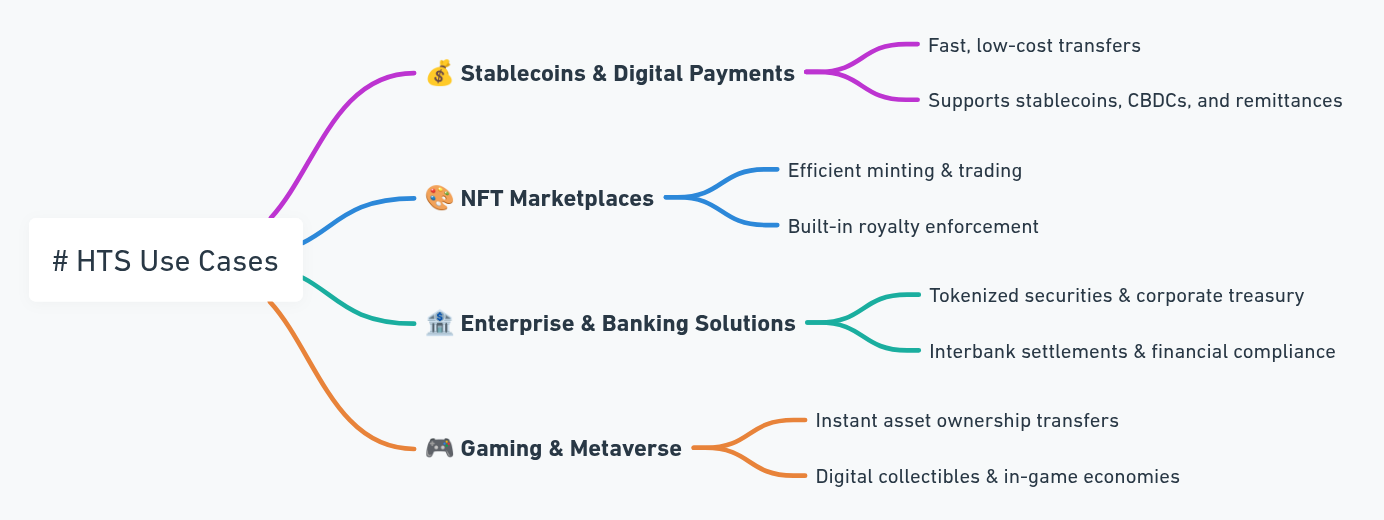 # HTS Use Cases
💰 Stablecoins & Digital Payments
Fast, low-cost transfers
Supports stablecoins, CBDCs, and remittances
🎨 NFT Marketplaces
Efficient minting & trading
Built-in royalty enforcement
🏦 Enterprise & Banking Solutions
Tokenized securities & corporate treasury
Interbank settlements & financial compliance
🎮 Gaming & Metaverse
Instant asset ownership transfers
Digital collectibles & in-game economies